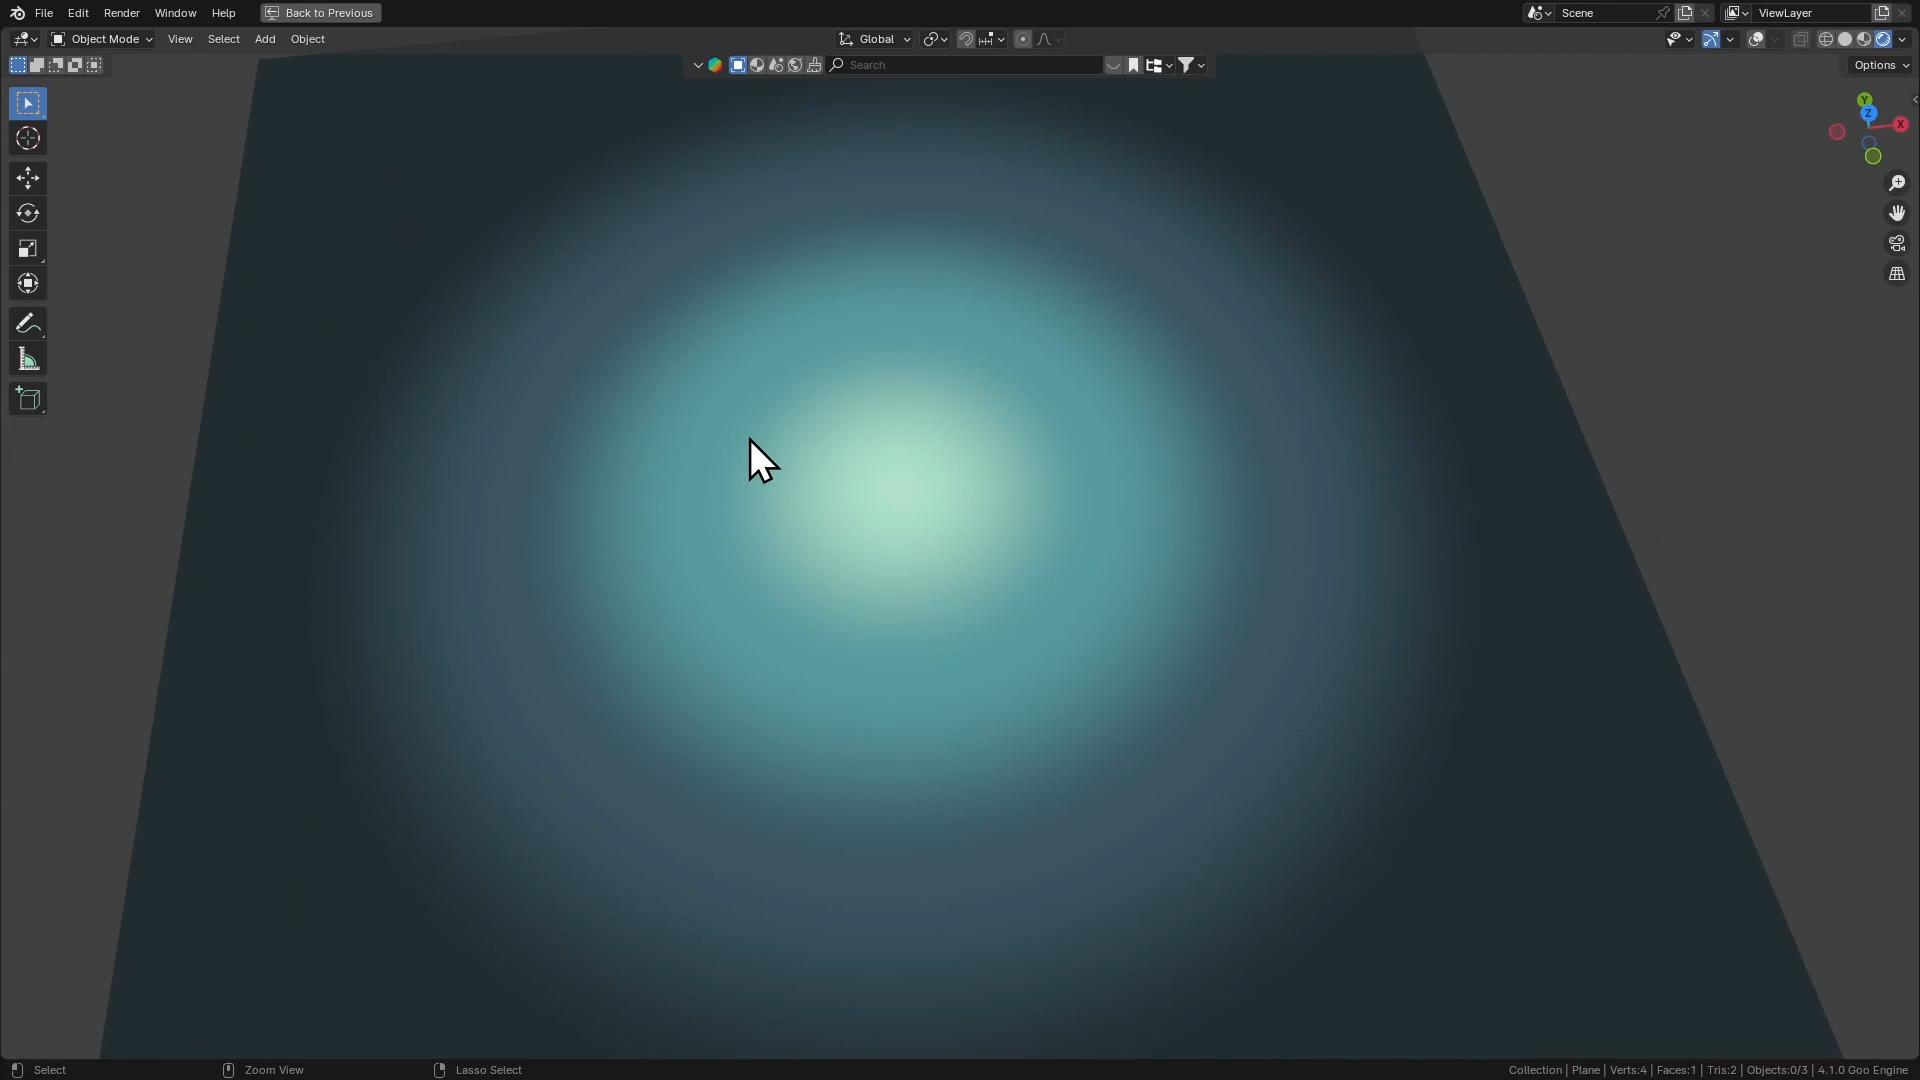 File Edit Render Window Help Back to Previous Scene ViewLayer
Object Mode View Select Add Object Global
Search Options
Y
Z
X
Select Zoom View Lasso Select Collection | Plane | Verts:4 | Faces:1 | Tris:2 | Objects:0/3 | 4.1.0 Goo Engine